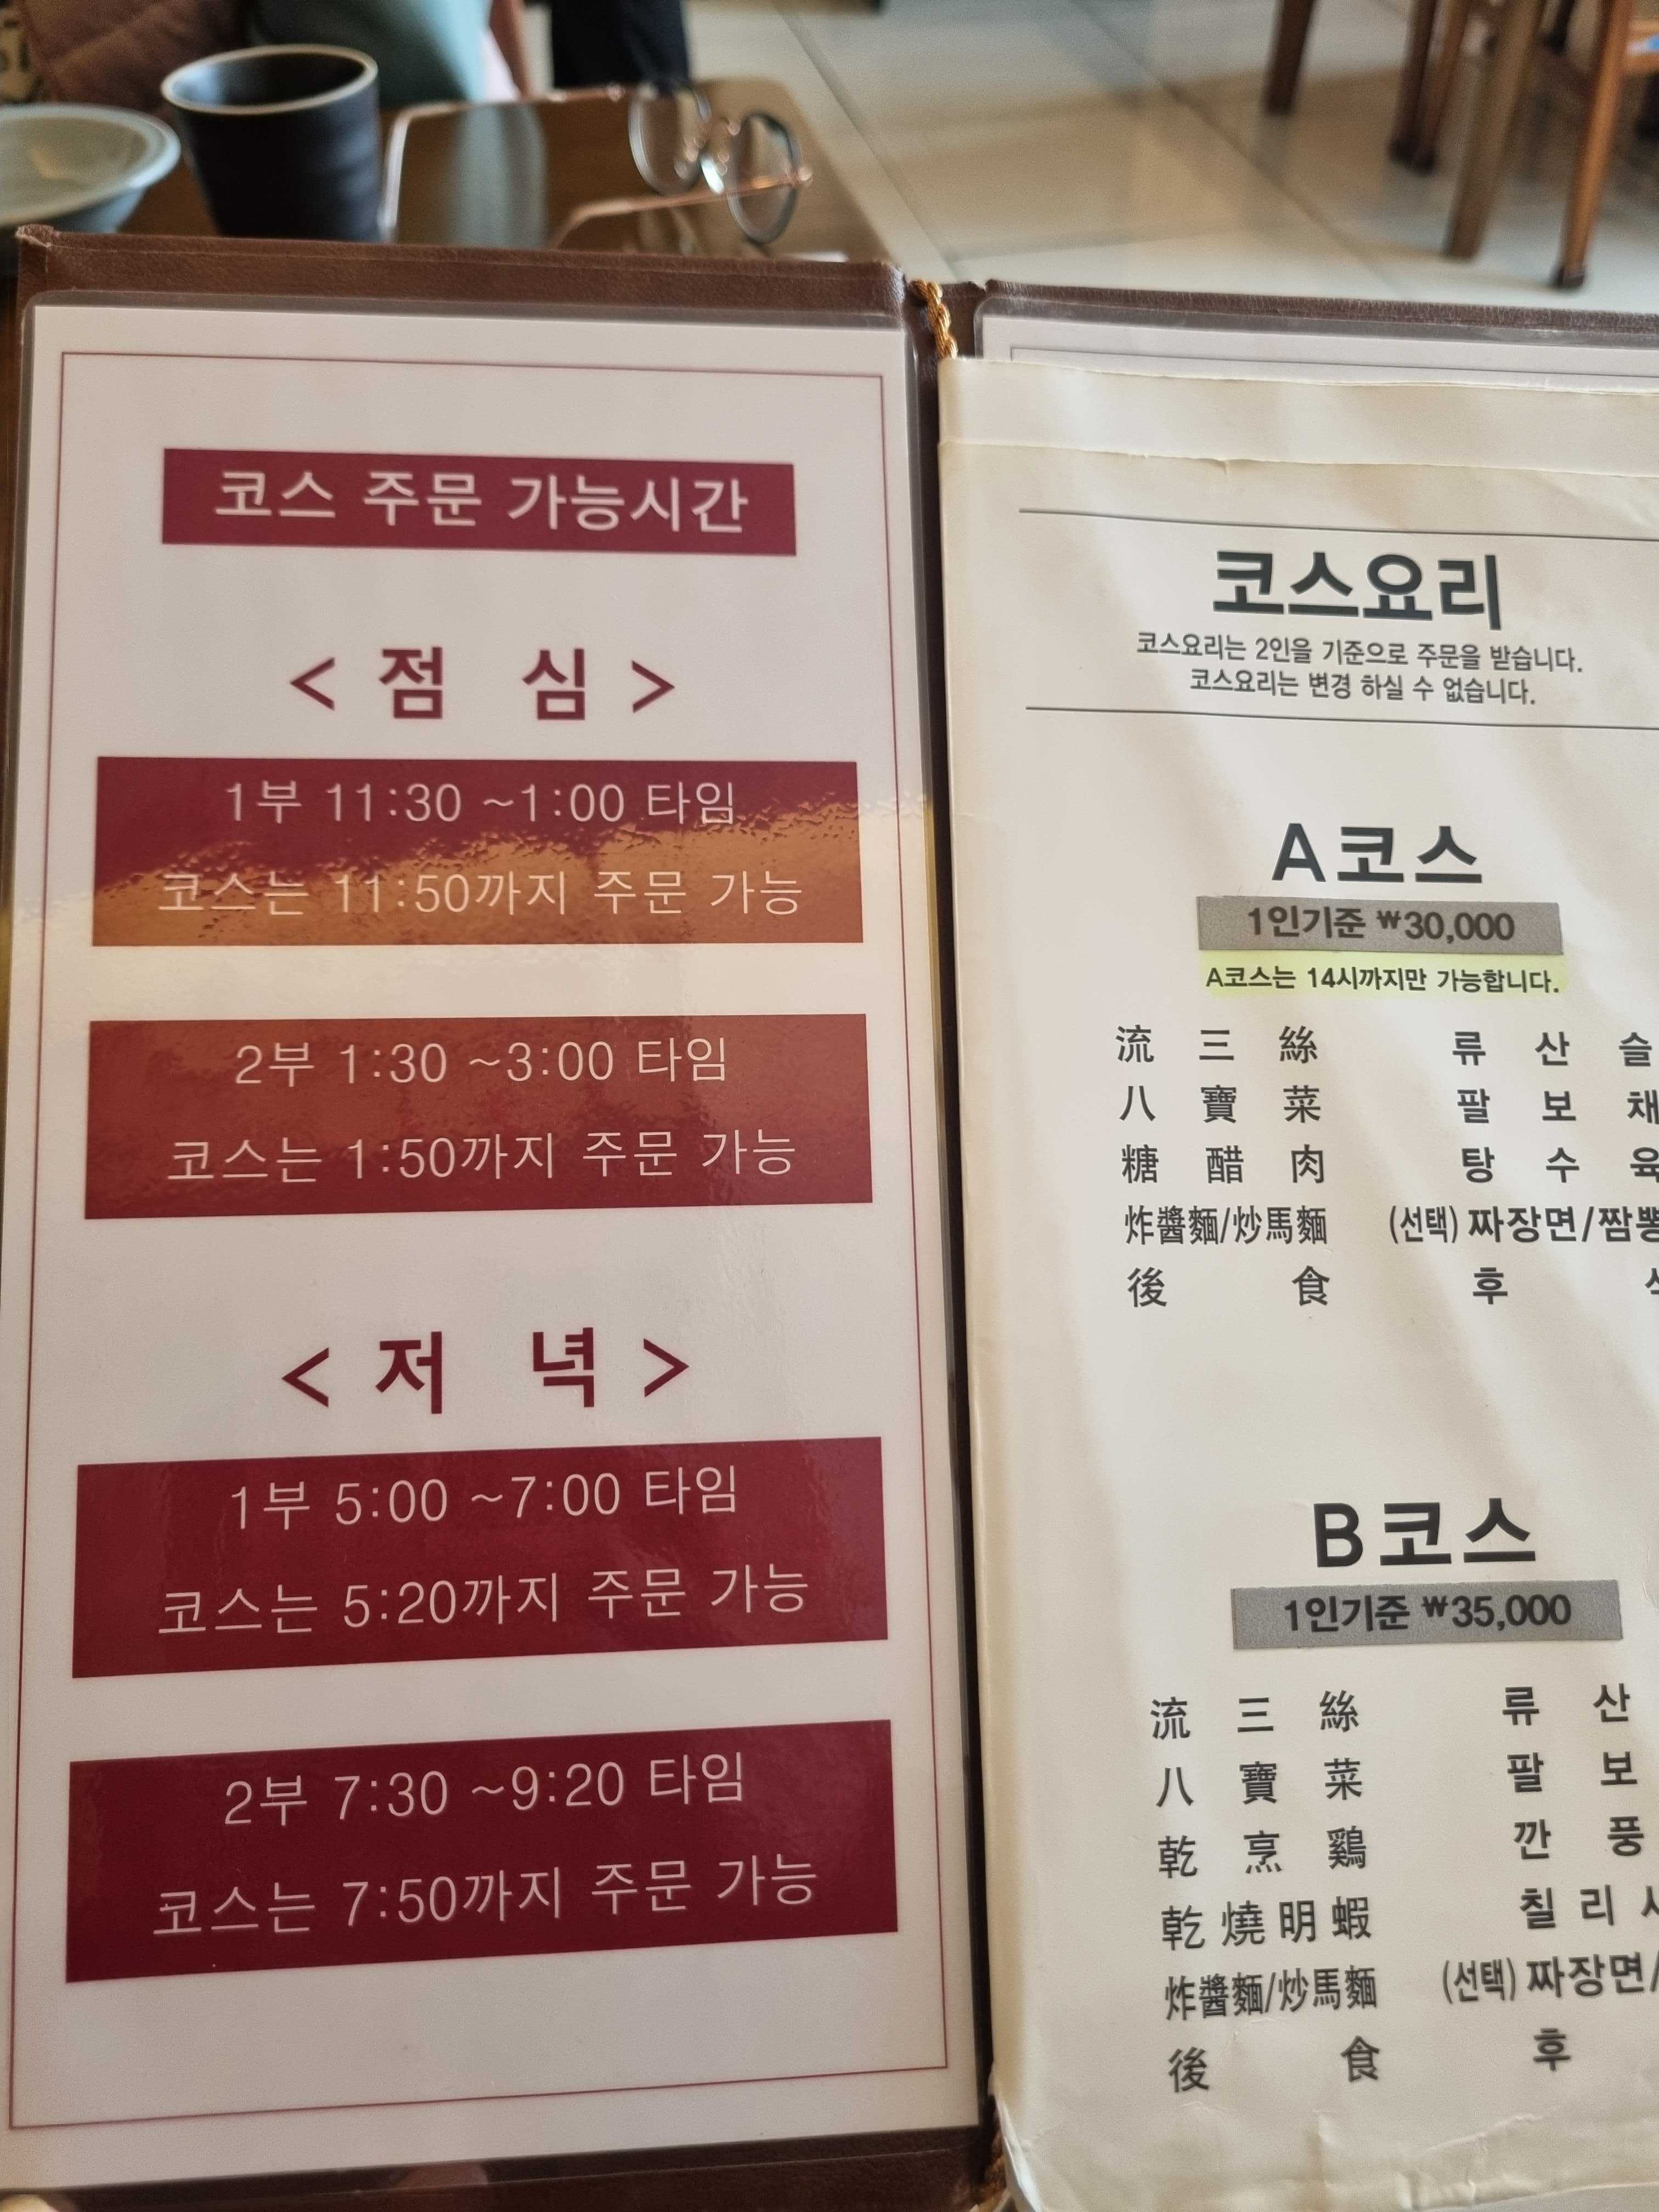 코스 주문 가능시간
< 점 심 >
1부 11:30 ~1:00 타임
코스는 11:50까지 주문 가능
2부 1:30 ~3:00 타임
코스는 1:50까지 주문 가능
< 저 녁 >
1부 5:00 ~7:00 타임
코스는 5:20까지 주문 가능
2부 7:30 ~9:20 타임
코스는 7:50까지 주문 가능
코스요리
코스요리는 2인을 기준으로 주문을 받습니다.
코스요리는 변경 하실 수 없습니다.
A코스
1인기준 ₩30,000
A코스는 14시까지만 가능합니다.
流 三 絲 류 산 슬
八 寶 菜 팔 보 채
糖 醋 肉 탕 수 육
炸醬麵/炒馬麵 (선택) 짜장면/짬뽕
後 食 후
B코스
1인기준 ₩35,000
流 三 絲 류 산
八 寶 菜 팔 보
乾 烹 鷄 깐 풍
乾 燒 明 蝦 칠 리
炸醬麵/炒馬麵 (선택) 짜장면/
後 食 후